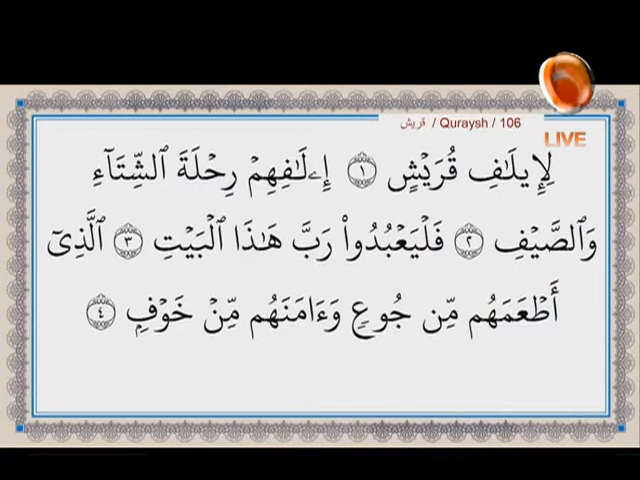 قريش / Quraysh / 106
LIVE
لِإِيلَٰفِ قُرَيْشٍ ١ إِۦلَٰفِهِمْ رِحْلَةَ ٱلشِّتَآءِ
وَٱلصَّيْفِ ٢ فَلْيَعْبُدُوا۟ رَبَّ هَٰذَا ٱلْبَيْتِ ٣ ٱلَّذِىٓ
أَطْعَمَهُم مِّن جُوعٍ وَءَامَنَهُم مِّنْ خَوْفٍ ٤